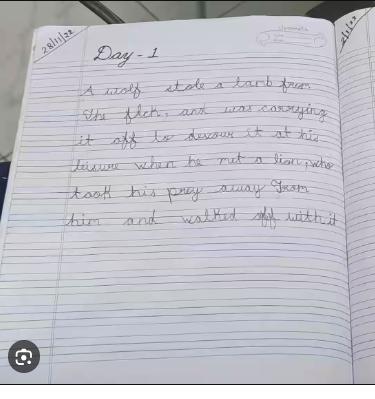 28/11/22
Day - 1
A wolf stole a lamb from
the flck, and was carrying
it off to devour it at his
leisure when he met a lion, who
took his prey away from
him and walked off with it